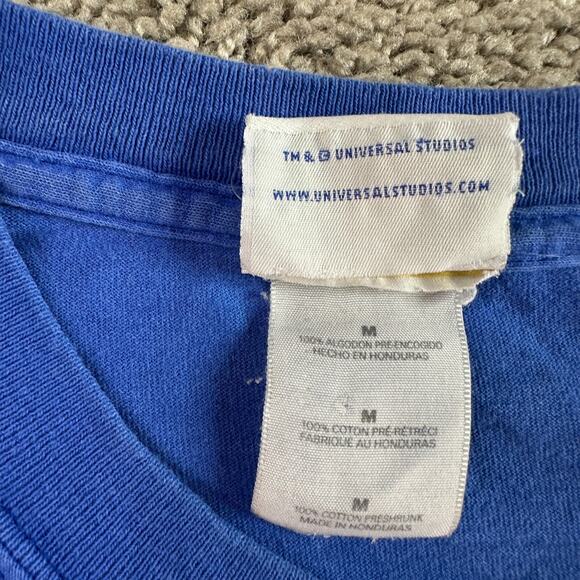 TM & © UNIVERSAL STUDIOS
WWW.UNIVERSALSTUDIOS.COM
M
100% ALGODON PRE-ENCOGIDO
HECHO EN HONDURAS
M
100% COTON PRÉ-RÉTRÉCI
FABRIQUÉ AU HONDURAS
M
100% COTTON PRESHRUNK
MADE IN HONDURAS